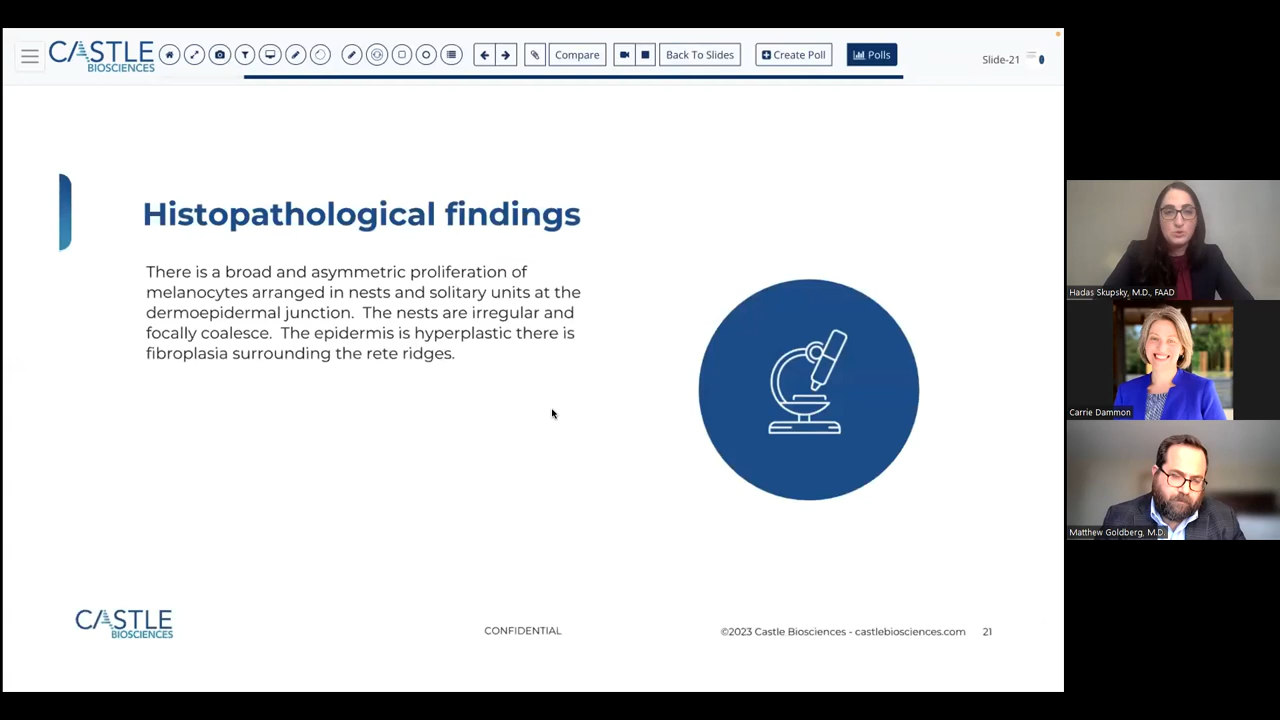 CASTLE
BIOSCIENCES
Compare
Back To Slides
Create Poll
Polls
Slide-21
Histopathological findings
There is a broad and asymmetric proliferation of
melanocytes arranged in nests and solitary units at the
dermoepidermal junction. The nests are irregular and
focally coalesce. The epidermis is hyperplastic there is
fibroplasia surrounding the rete ridges.
CASTLE
BIOSCIENCES
CONFIDENTIAL
©2023 Castle Biosciences - castlebiosciences.com
21
Hadas Skupsky, M.D., FAAD
Carrie Dammon
Matthew Goldberg, M.D.